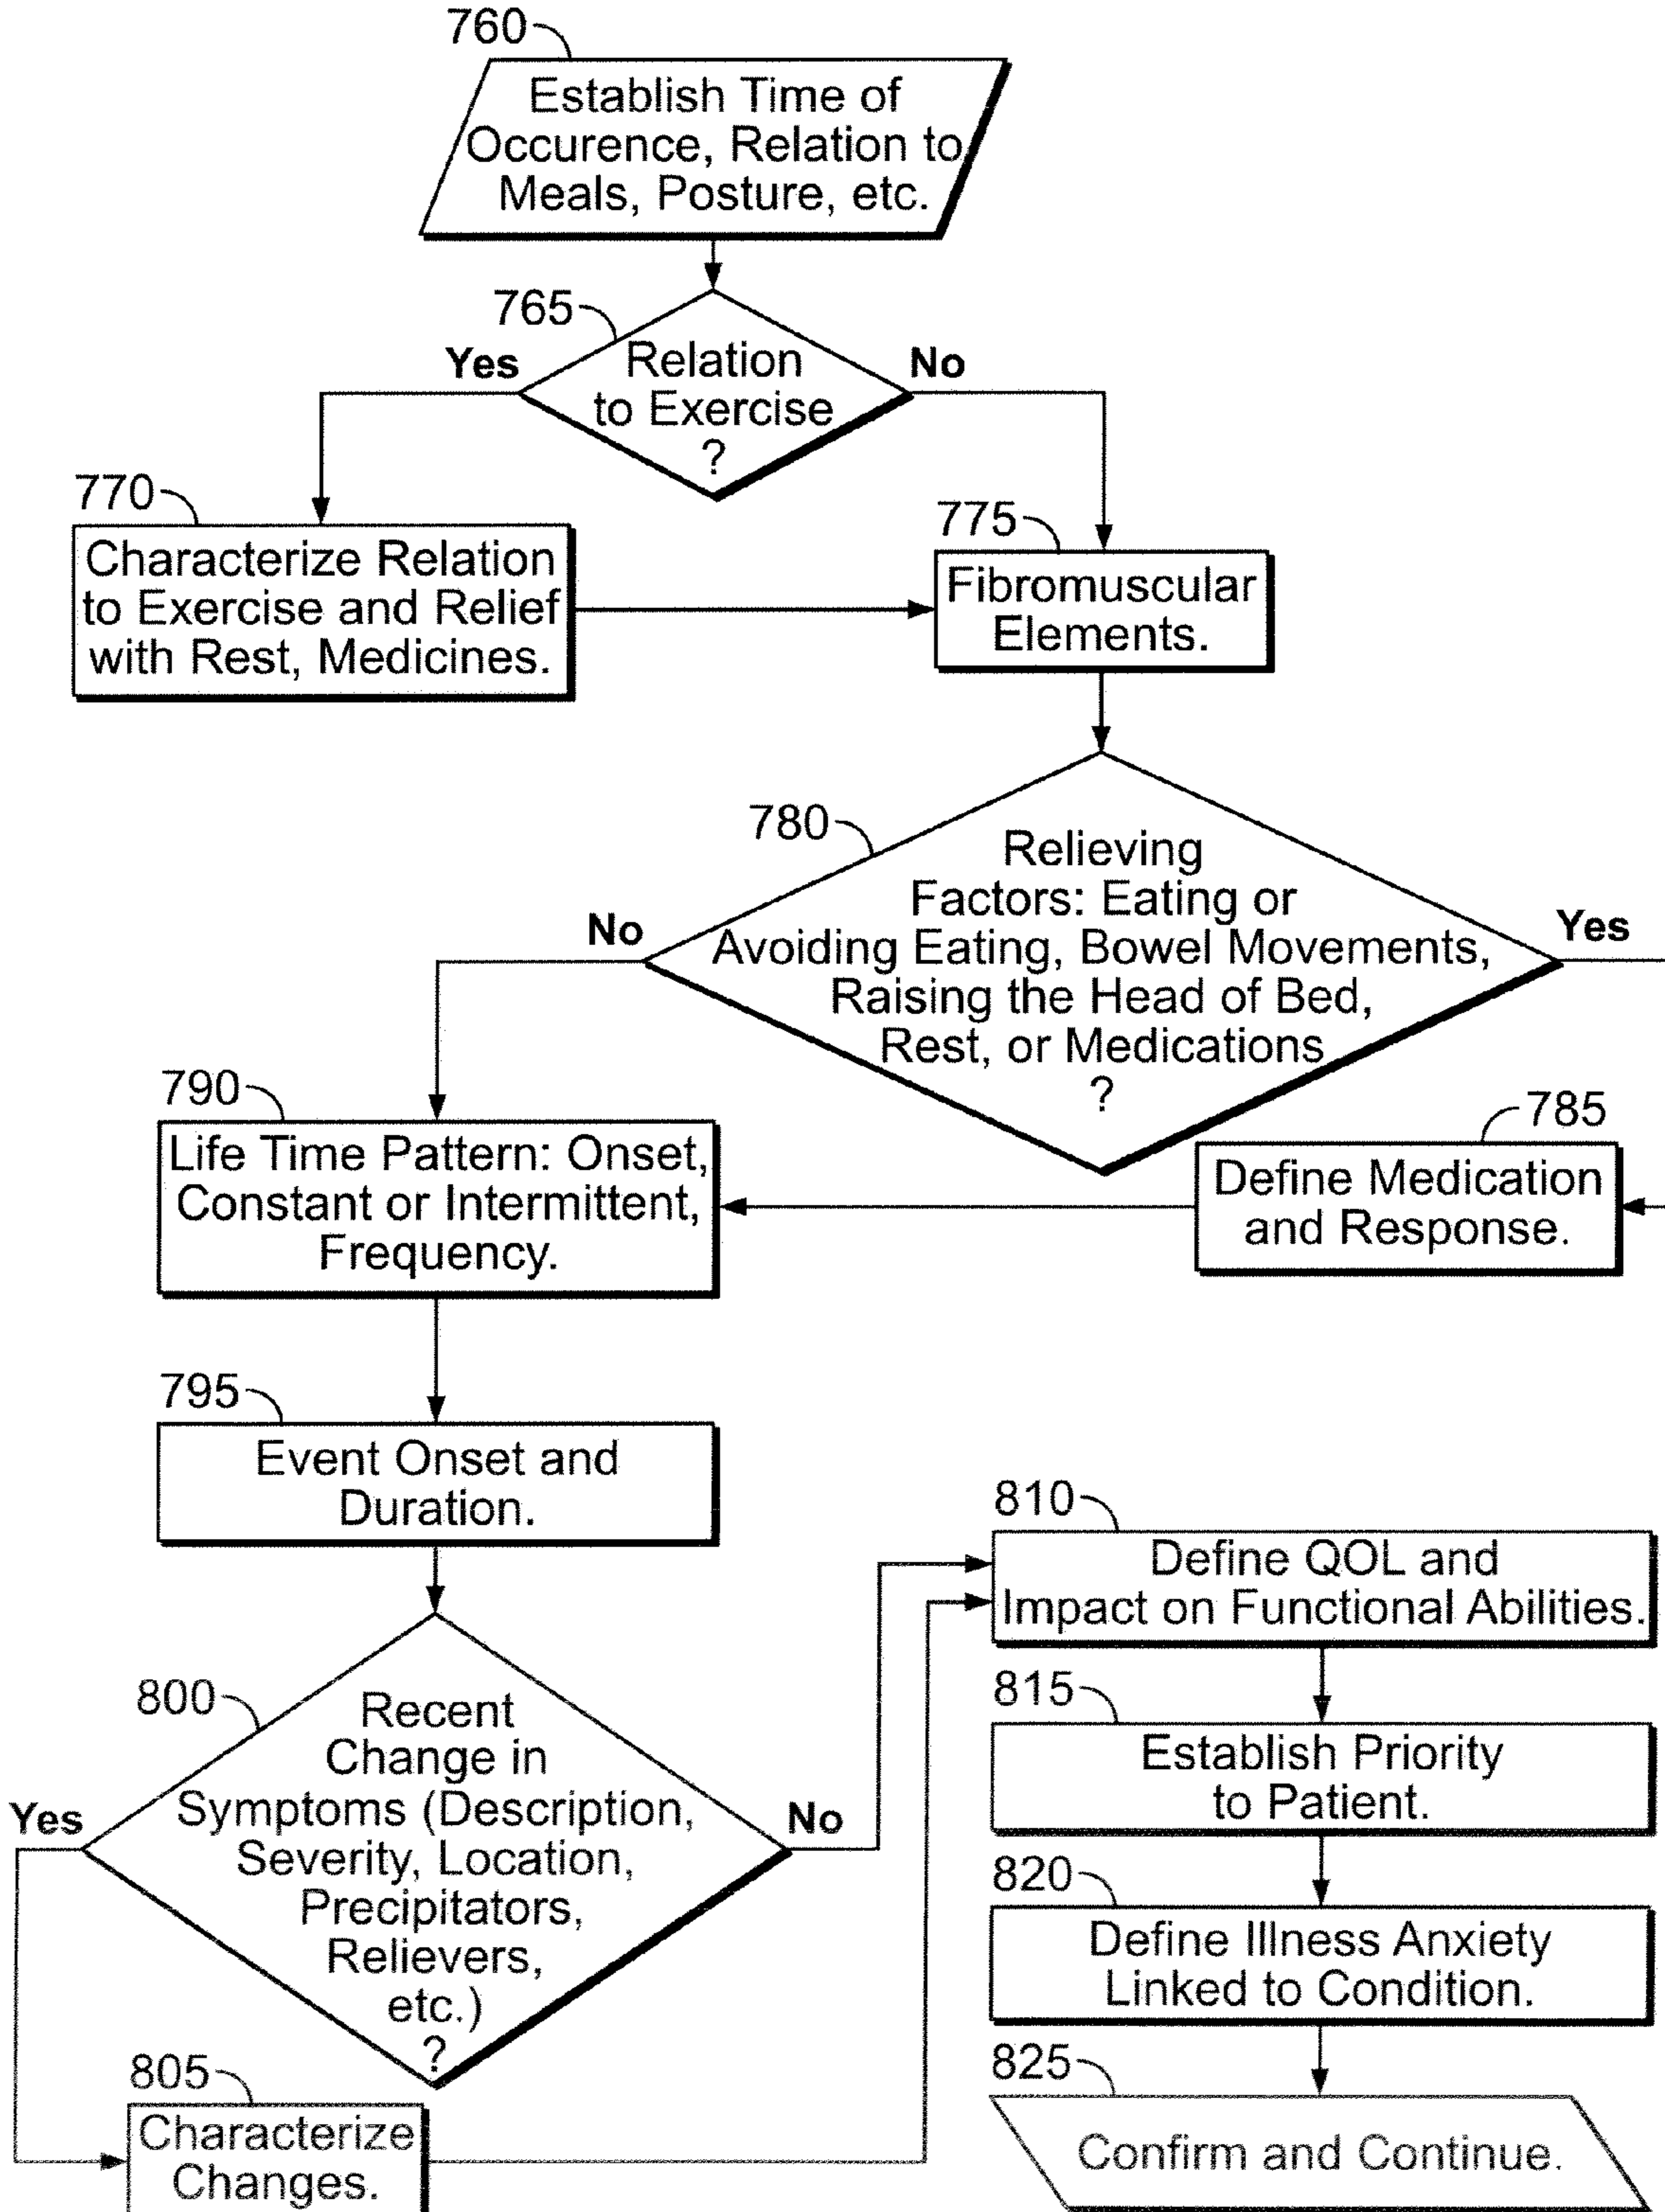 760
Establish Time of
Occurence, Relation to
Meals, Posture, etc.
765
Yes
No
Relation
to Exercise
?
770
Characterize Relation
to Exercise and Relief
with Rest, Medicines.
775
Fibromuscular
Elements.
780
Relieving
Factors: Eating or
Avoiding Eating, Bowel Movements,
Raising the Head of Bed,
Rest, or Medications
?
No
Yes
785
Define Medication
and Response.
790
Life Time Pattern: Onset,
Constant or Intermittent,
Frequency.
795
Event Onset and
Duration.
800
Recent
Change in
Symptoms (Description,
Severity, Location,
Precipitators,
Relievers,
etc.)
?
Yes
No
805
Characterize
Changes.
810
Define QOL and
Impact on Functional Abilities.
815
Establish Priority
to Patient.
820
Define Illness Anxiety
Linked to Condition.
825
Confirm and Continue.